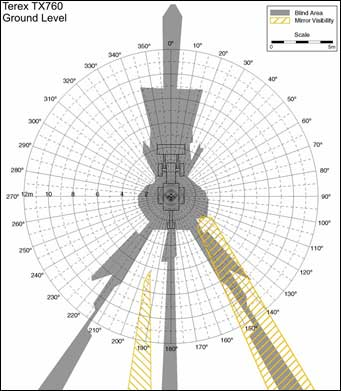 Terex TX760
Ground Level
Blind Area
Mirror Visibility
Scale
0 5m
0°
350° 10°
340° 20°
330° 30°
320° 40°
310° 50°
300° 60°
290° 70°
280° 80°
270° 12m 10 8 6 4 2 90°
260° 100°
250° 110°
240° 120°
230° 130°
220° 140°
210° 150°
200° 190° 180° 170° 160°